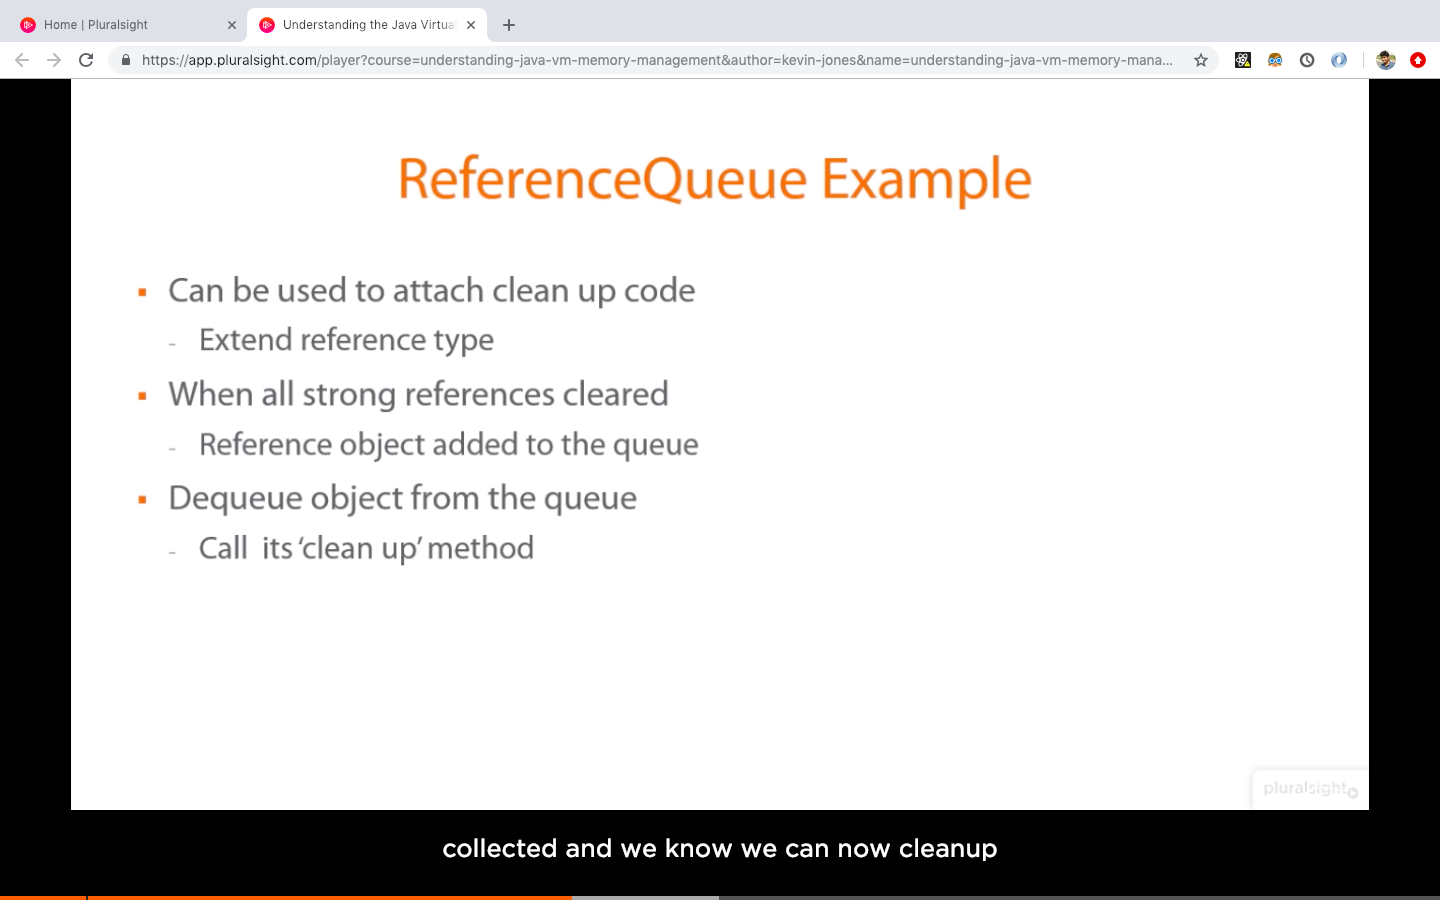 Home | Pluralsight
Understanding the Java Virtua
https://app.pluralsight.com/player?course=understanding-java-vm-memory-management&author=kevin-jones&name=understanding-java-vm-memory-mana...
ReferenceQueue Example
Can be used to attach clean up code
- Extend reference type
When all strong references cleared
- Reference object added to the queue
Dequeue object from the queue
- Call its ‘clean up’ method
pluralsight
collected and we know we can now cleanup